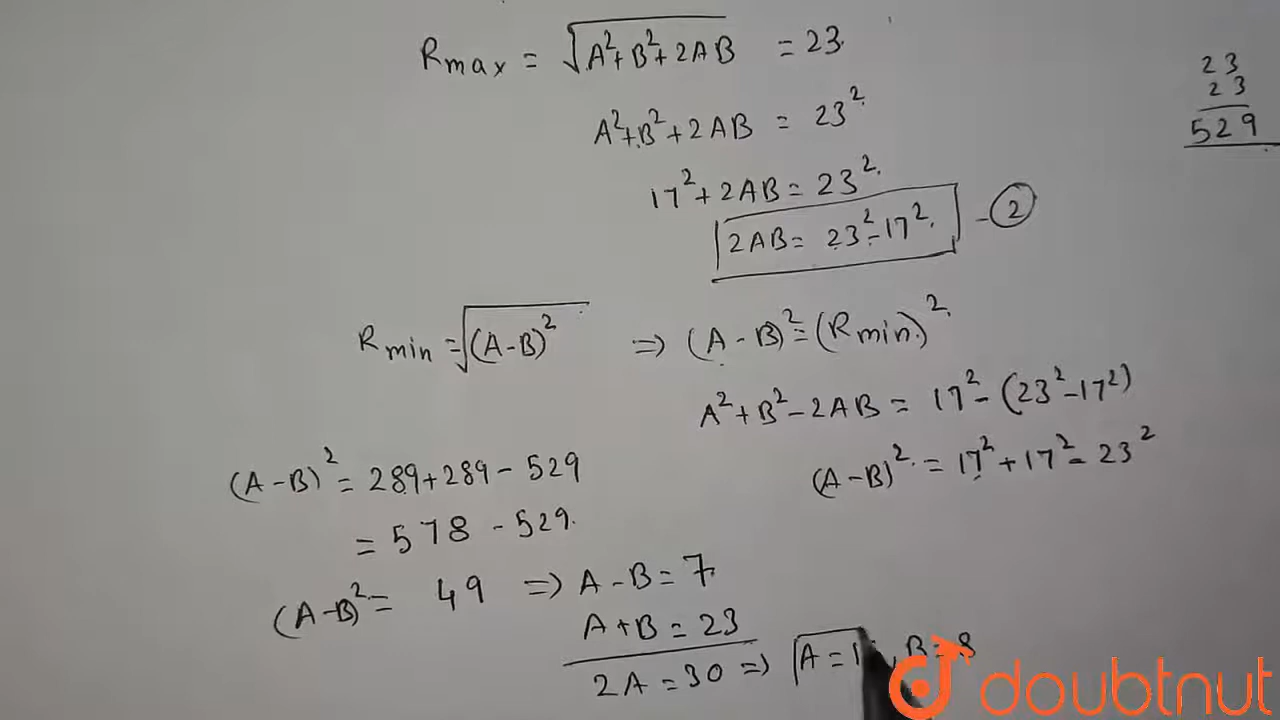 Rmax = √(A²+B²+2AB) = 23
A²+B²+2AB = 23²
17²+2AB = 23²
2AB = 23²-17² - ②
23
23
529
Rmin = √(A-B)² ⇒ (A-B)² = (Rmin)²
A²+B²-2AB = 17²-(23²-17²)
(A-B)² = 17²+17²-23²
(A-B)² = 289+289-529
= 578-529
(A-B)² = 49 ⇒ A-B=7
A+B=23
2A=30 ⇒ A=1 , B=8
doubtnut